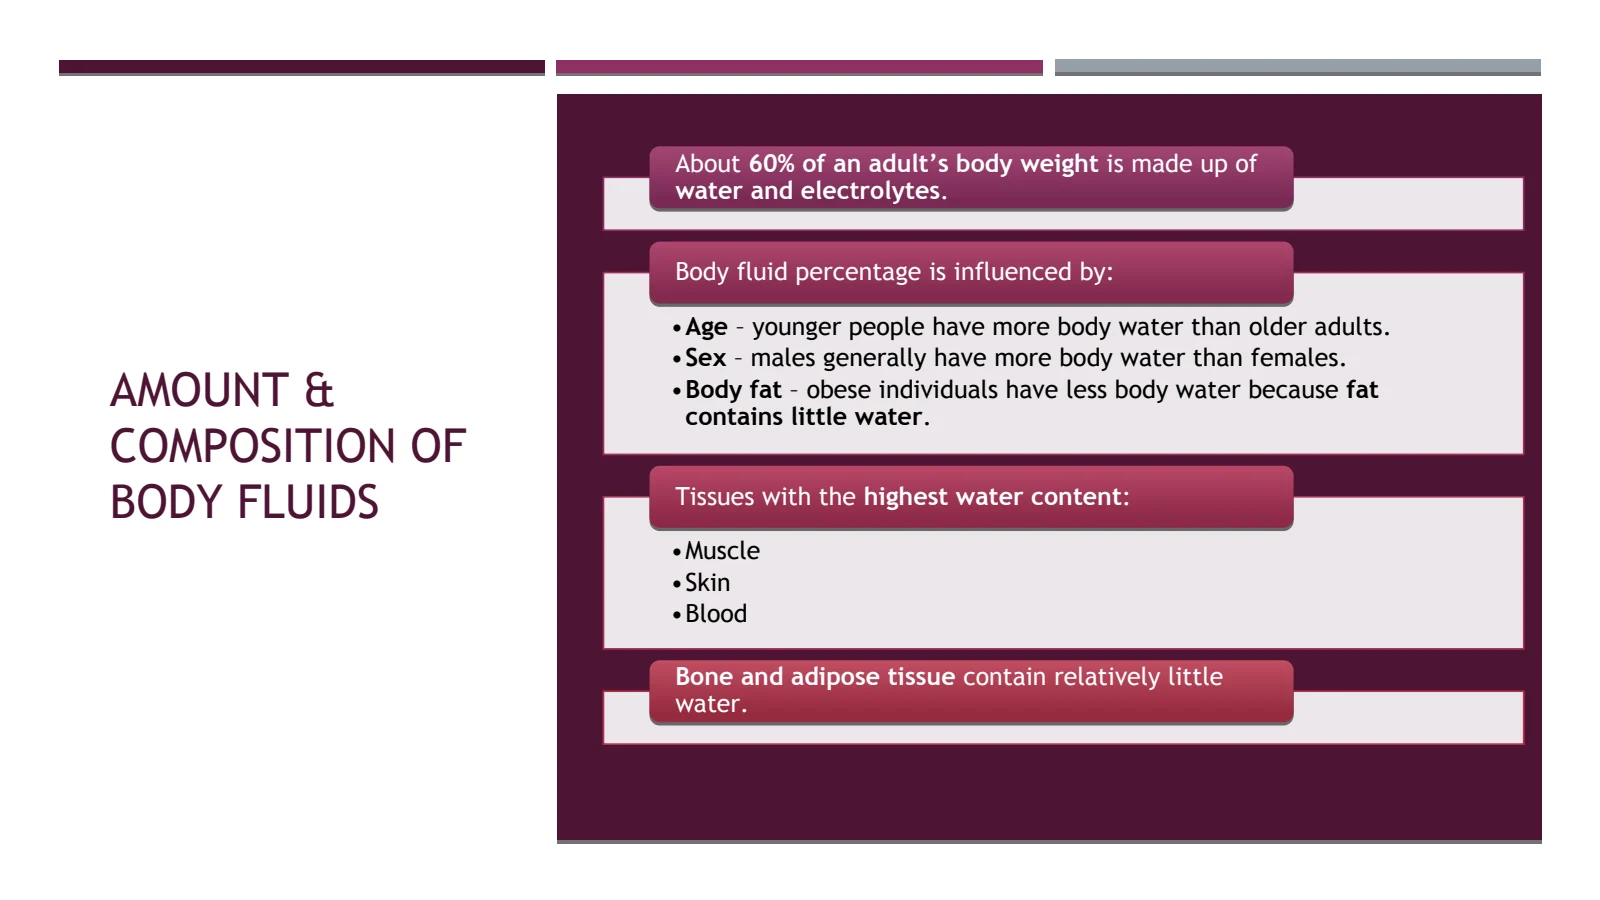 AMOUNT &
COMPOSITION OF
BODY FLUIDS
About 60% of an adult’s body weight is made up of
water and electrolytes.
Body fluid percentage is influenced by:
•Age – younger people have more body water than older adults.
•Sex – males generally have more body water than females.
•Body fat – obese individuals have less body water because fat
contains little water.
Tissues with the highest water content:
•Muscle
•Skin
•Blood
Bone and adipose tissue contain relatively little
water.